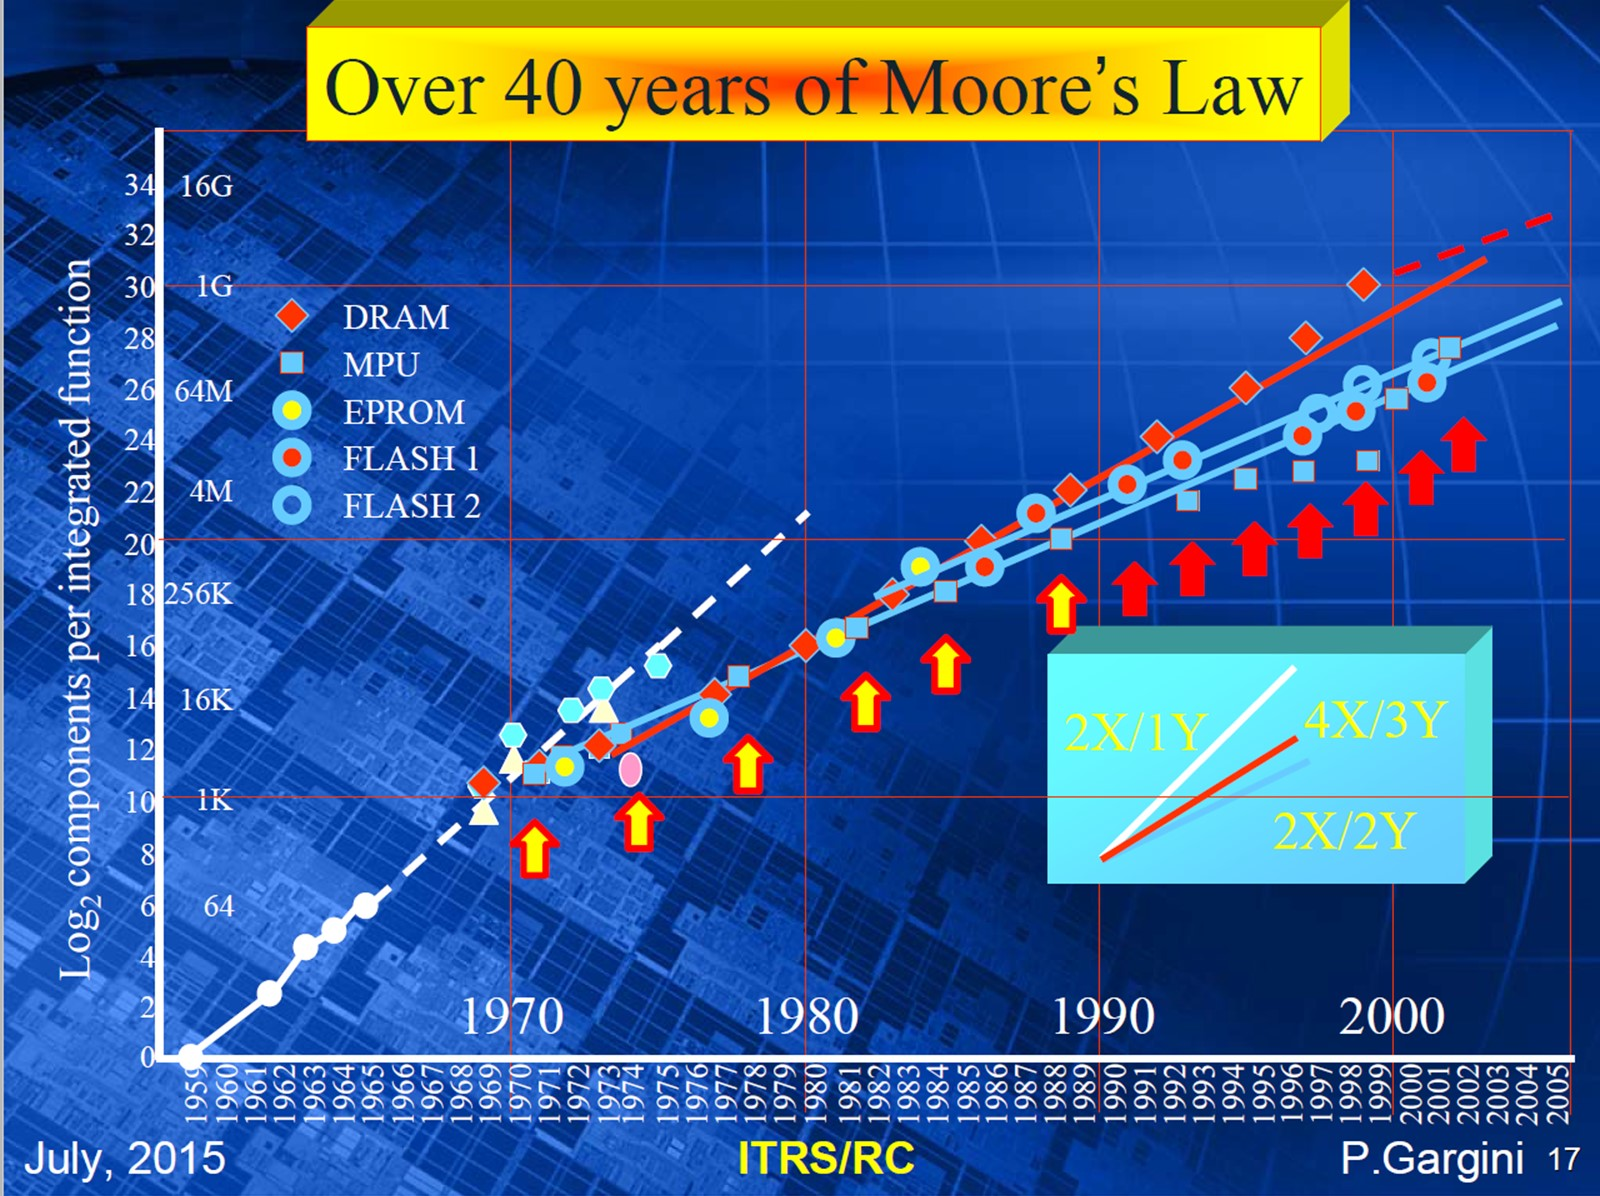 Over 40 years of Moore’s Law
Log2 components per integrated function
34 16G
32
30 1G
28
26 64M
24
22 4M
20
18 256K
16
14 16K
12
10 1K
8
6 64
4
2
0
DRAM
MPU
EPROM
FLASH 1
FLASH 2
2X/1Y
4X/3Y
2X/2Y
1970 1980 1990 2000
1959 1960 1961 1962 1963 1964 1965 1966 1967 1968 1969 1970 1971 1972 1973 1974 1975 1976 1977 1978 1979 1980 1981 1982 1983 1984 1985 1986 1987 1988 1989 1990 1991 1992 1993 1994 1995 1996 1997 1998 1999 2000 2001 2002 2003 2004 2005
July, 2015 ITRS/RC P.Gargini 17